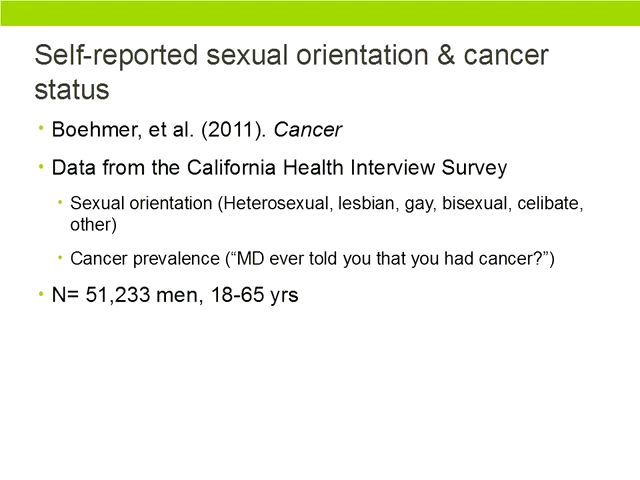 Self-reported sexual orientation & cancer
status
• Boehmer, et al. (2011). Cancer
• Data from the California Health Interview Survey
• Sexual orientation (Heterosexual, lesbian, gay, bisexual, celibate,
other)
• Cancer prevalence (“MD ever told you that you had cancer?”)
• N= 51,233 men, 18-65 yrs